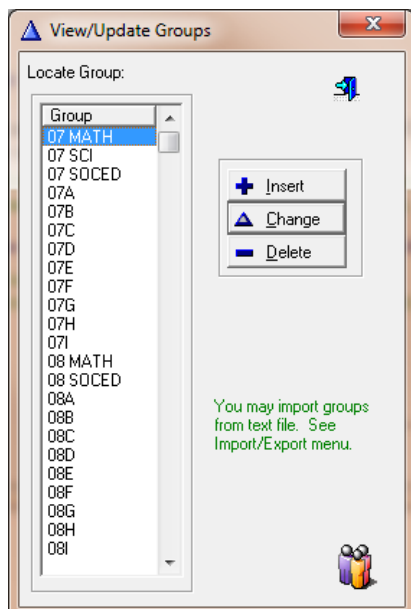 View/Update Groups
Locate Group:
Group
07 MATH
07 SCI
07 SOCED
07A
07B
07C
07D
07E
07F
07G
07H
07I
08 MATH
08 SOCED
08A
08B
08C
08D
08E
08F
08G
08H
08I
Insert
Change
Delete
You may import groups
from text file. See
Import/Export menu.